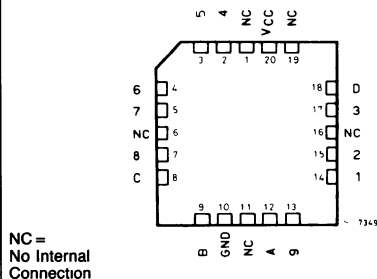 5 4 NC VCC NC
3 2 1 20 19
6 4 18 D
7 5 17 3
NC 6 16 NC
8 7 15 2
C 8 14 1
9 10 11 12 13
7349
B GND NC A 9
NC =
No Internal
Connection